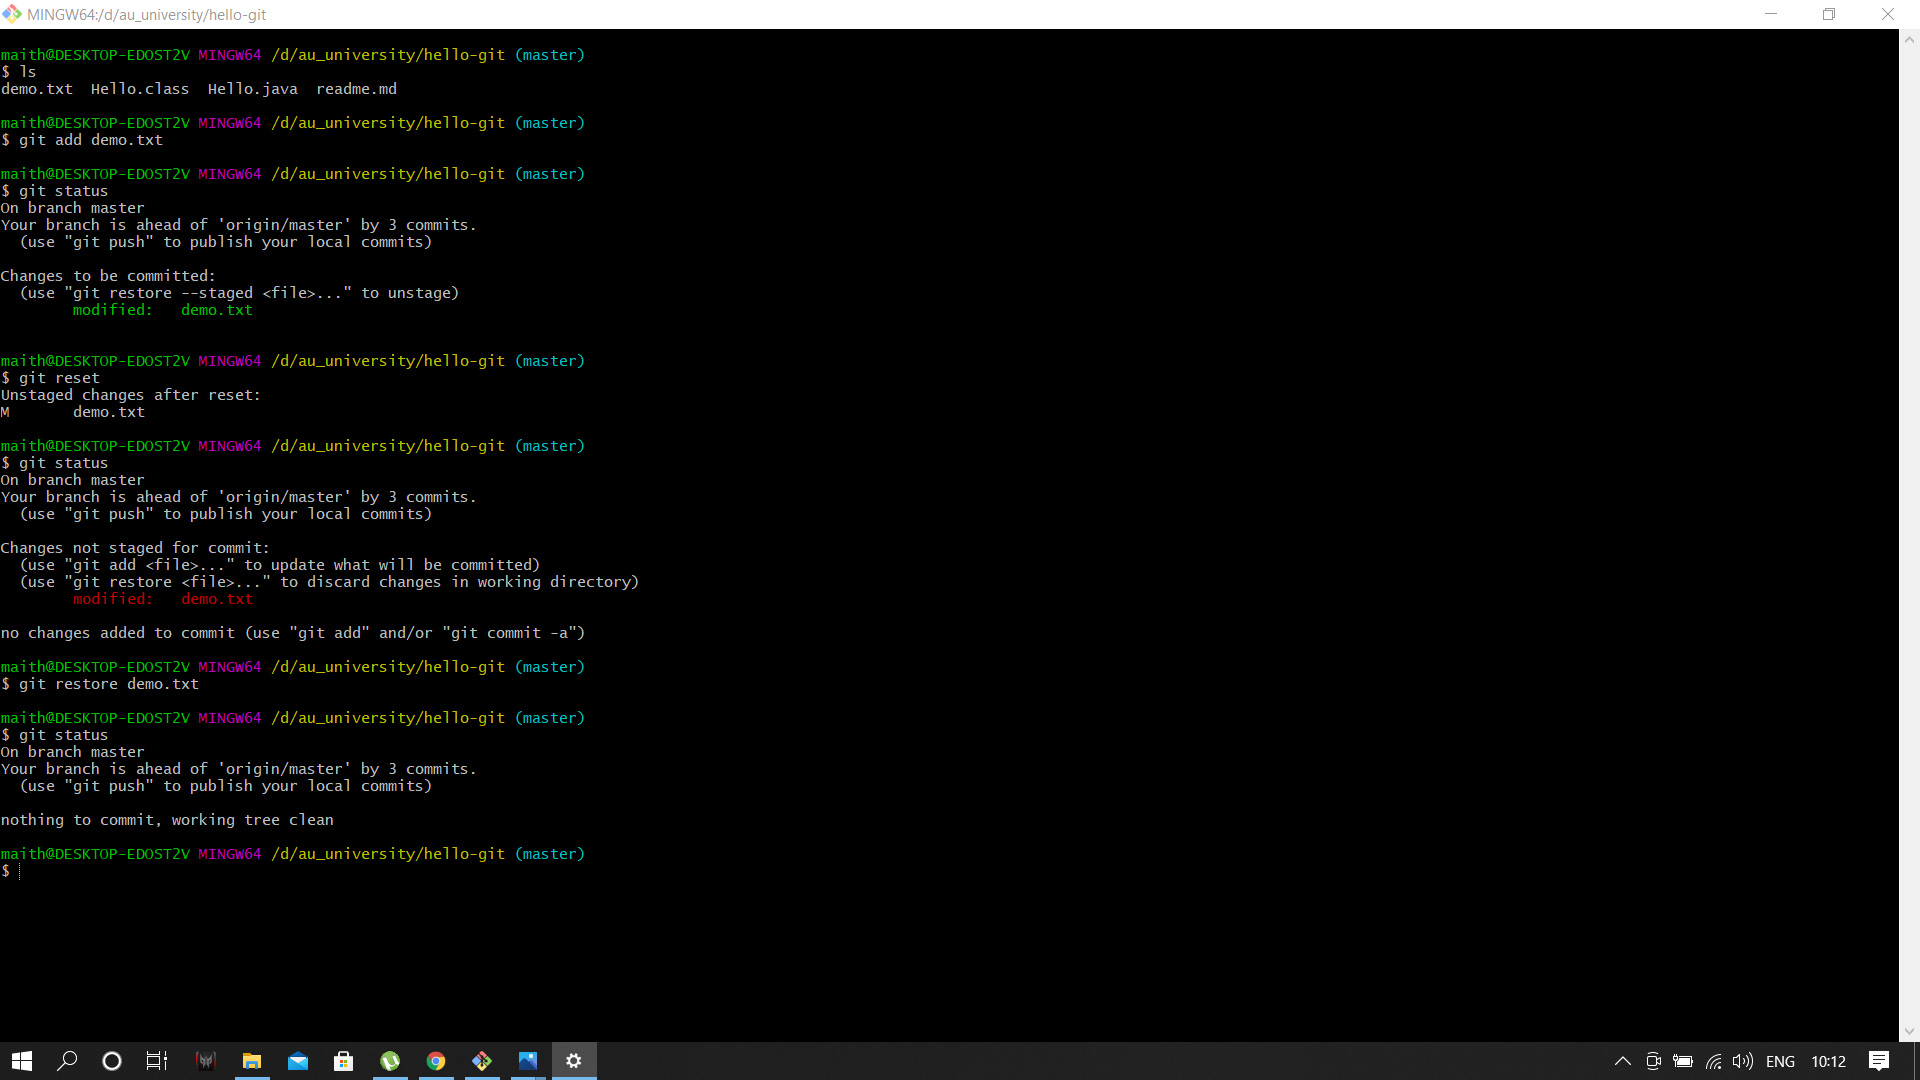 MINGW64:/d/au_university/hello-git
maith@DESKTOP-EDOST2V MINGW64 /d/au_university/hello-git (master)
$ ls
demo.txt  Hello.class  Hello.java  readme.md
maith@DESKTOP-EDOST2V MINGW64 /d/au_university/hello-git (master)
$ git add demo.txt
maith@DESKTOP-EDOST2V MINGW64 /d/au_university/hello-git (master)
$ git status
On branch master
Your branch is ahead of 'origin/master' by 3 commits.
  (use "git push" to publish your local commits)
Changes to be committed:
  (use "git restore --staged <file>..." to unstage)
        modified:   demo.txt
maith@DESKTOP-EDOST2V MINGW64 /d/au_university/hello-git (master)
$ git reset
Unstaged changes after reset:
M       demo.txt
maith@DESKTOP-EDOST2V MINGW64 /d/au_university/hello-git (master)
$ git status
On branch master
Your branch is ahead of 'origin/master' by 3 commits.
  (use "git push" to publish your local commits)
Changes not staged for commit:
  (use "git add <file>..." to update what will be committed)
  (use "git restore <file>..." to discard changes in working directory)
        modified:   demo.txt
no changes added to commit (use "git add" and/or "git commit -a")
maith@DESKTOP-EDOST2V MINGW64 /d/au_university/hello-git (master)
$ git restore demo.txt
maith@DESKTOP-EDOST2V MINGW64 /d/au_university/hello-git (master)
$ git status
On branch master
Your branch is ahead of 'origin/master' by 3 commits.
  (use "git push" to publish your local commits)
nothing to commit, working tree clean
maith@DESKTOP-EDOST2V MINGW64 /d/au_university/hello-git (master)
$
ENG 10:12